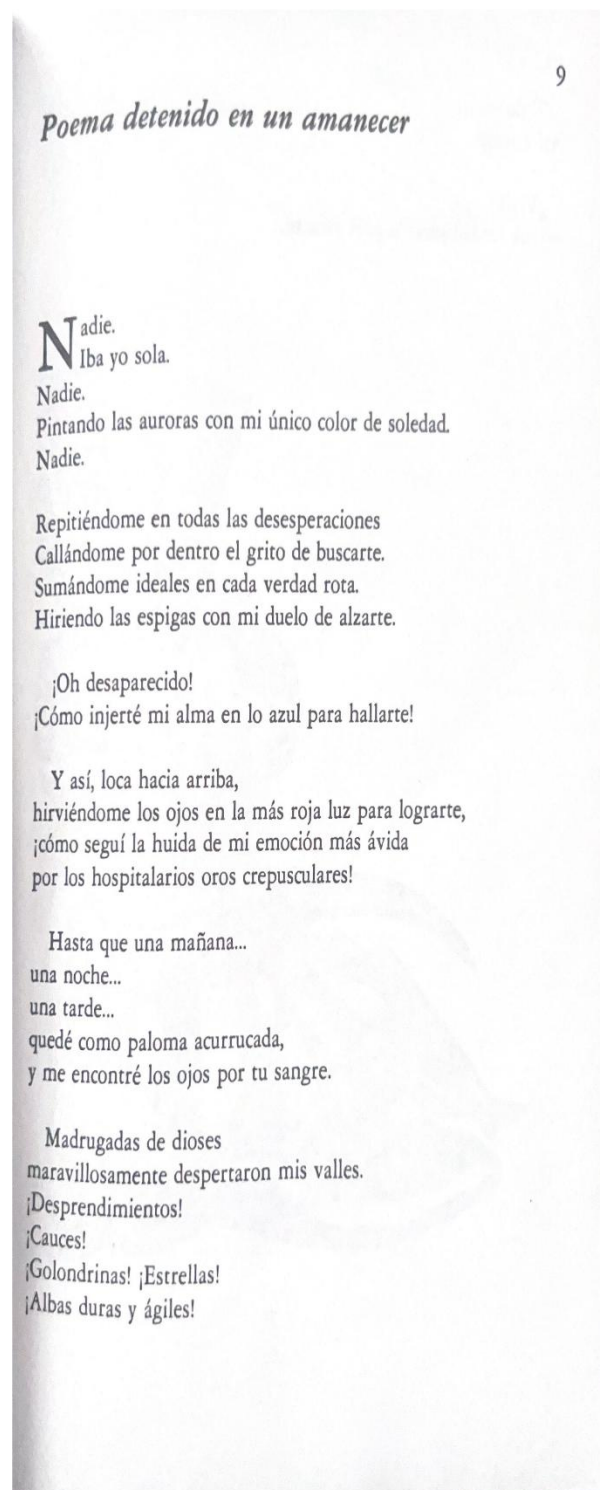 9
Poema detenido en un amanecer
Nadie.
Iba yo sola.
Nadie.
Pintando las auroras con mi único color de soledad.
Nadie.
Repitiéndome en todas las desesperaciones
Callándome por dentro el grito de buscarte.
Sumándome ideales en cada verdad rota.
Hiriendo las espigas con mi duelo de alzarte.
¡Oh desaparecido!
¡Cómo injerté mi alma en lo azul para hallarte!
Y así, loca hacia arriba,
hirviéndome los ojos en la más roja luz para lograrte,
¡cómo seguí la huida de mi emoción más ávida
por los hospitalarios oros crepusculares!
Hasta que una mañana...
una noche...
una tarde...
quedé como paloma acurrucada,
y me encontré los ojos por tu sangre.
Madrugadas de dioses
maravillosamente despertaron mis valles.
¡Desprendimientos!
¡Cauces!
¡Golondrinas! ¡Estrellas!
¡Albas duras y ágiles!